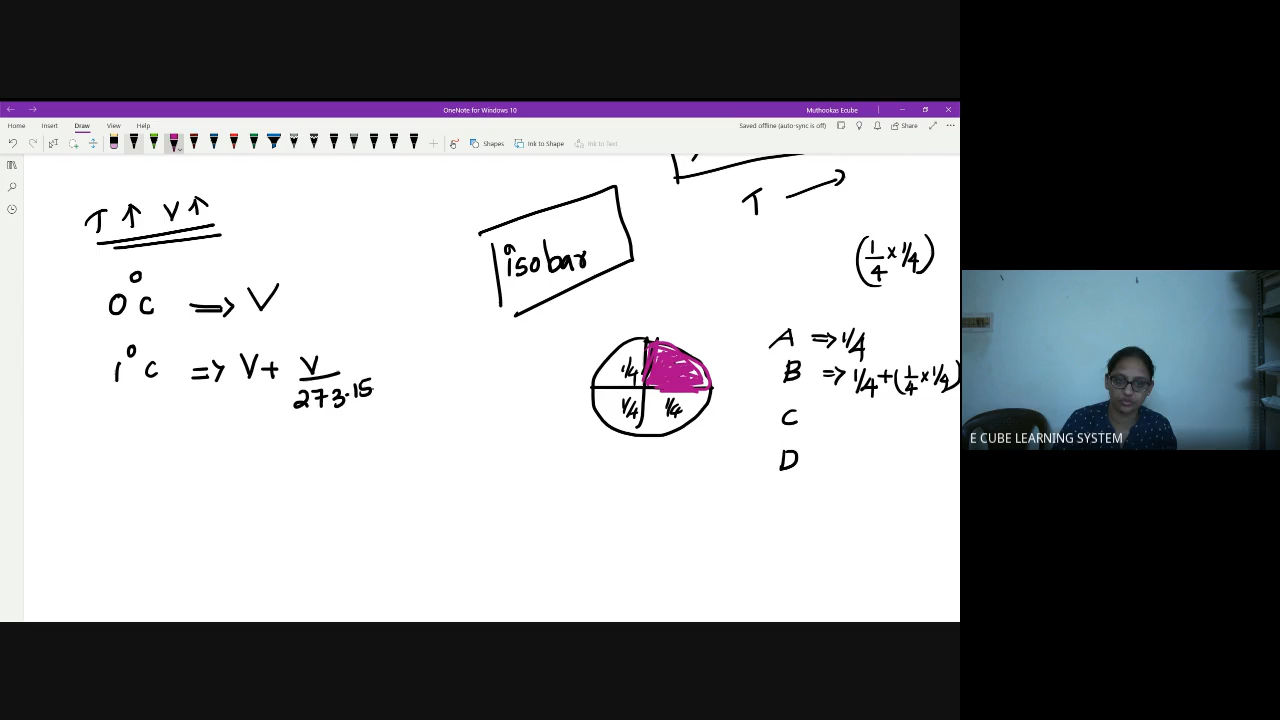 OneNote for Windows 10
Muthookas Ecube
Home Insert Draw View Help
Saved offline (auto-sync is off)
Share
Shapes
Ink to Shape
Ink to Text
T ↑ V ↑
T →
isobar
(1/4 × 1/4)
0°C ⇒ V
1°C ⇒ V + V/273.15
1/4
1/4 1/4
A ⇒ 1/4
B ⇒ 1/4 + (1/4 × 1/4)
C
D
E CUBE LEARNING SYSTEM